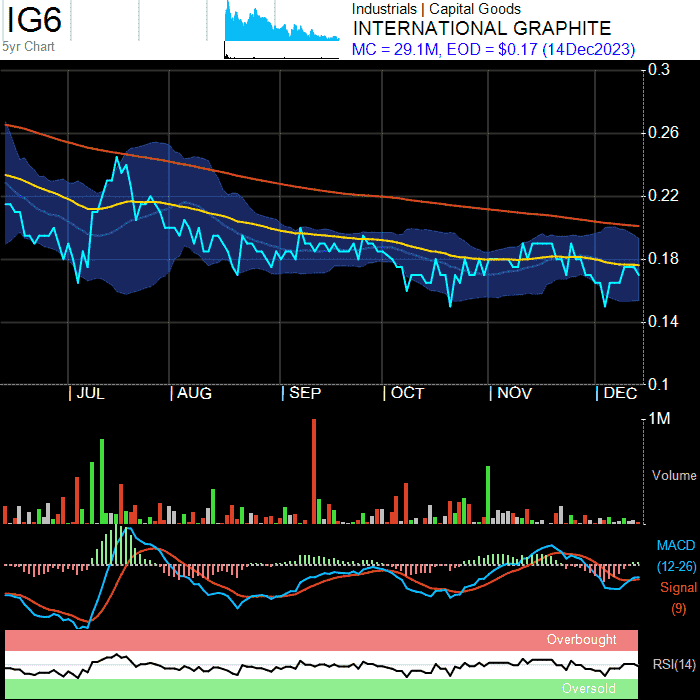 IG6
5yr Chart
Industrials | Capital Goods
INTERNATIONAL GRAPHITE
MC = 29.1M, EOD = $0.17 (14Dec2023)
0.3
0.26
0.22
0.18
0.14
0.1
JUL AUG SEP OCT NOV DEC
1M
Volume
MACD
(12-26)
Signal
(9)
Overbought
RSI(14)
Oversold